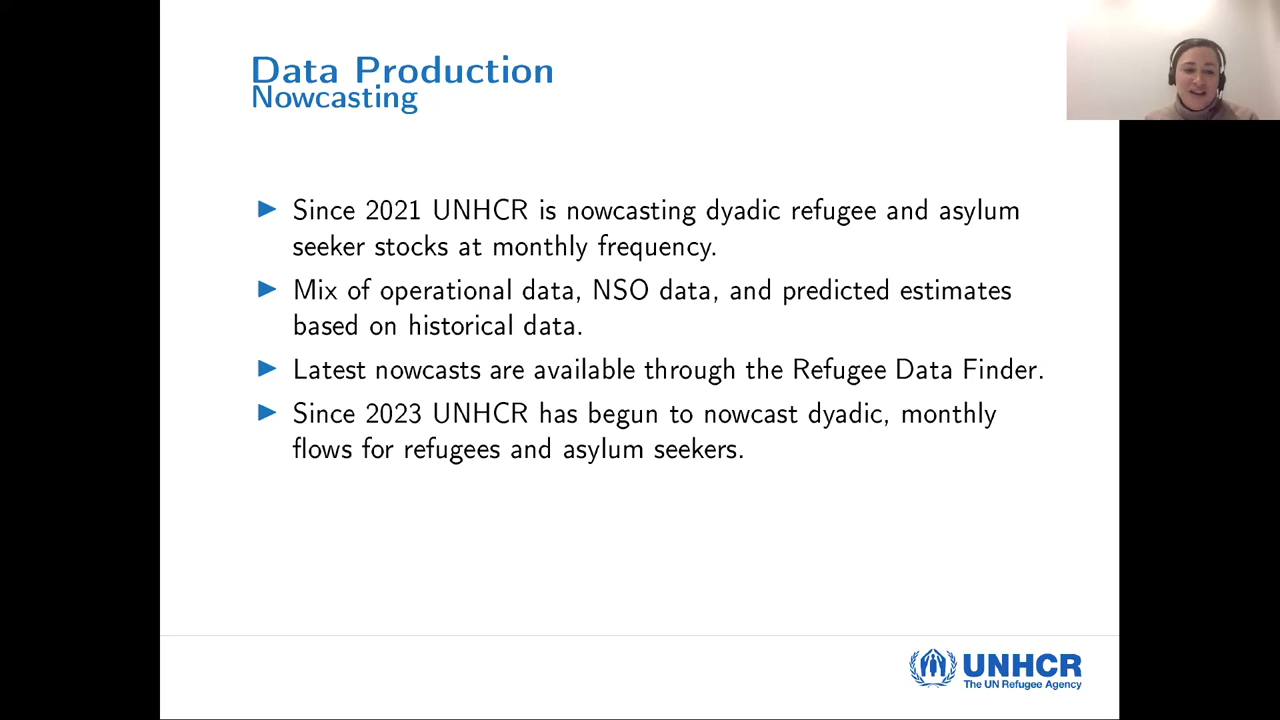 Data Production
Nowcasting
Since 2021 UNHCR is nowcasting dyadic refugee and asylum
seeker stocks at monthly frequency.
Mix of operational data, NSO data, and predicted estimates
based on historical data.
Latest nowcasts are available through the Refugee Data Finder.
Since 2023 UNHCR has begun to nowcast dyadic, monthly
flows for refugees and asylum seekers.
UNHCR
The UN Refugee Agency